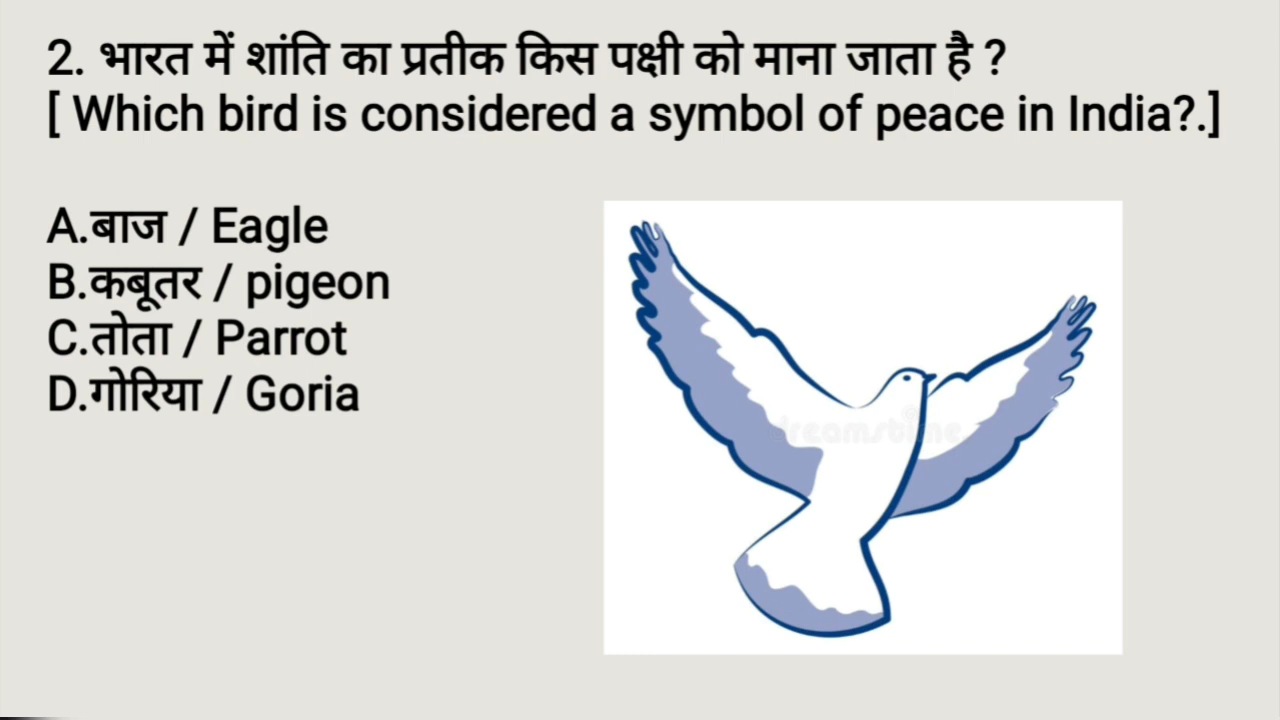 2. भारत में शांति का प्रतीक किस पक्षी को माना जाता है ?
[ Which bird is considered a symbol of peace in India?.]
A.बाज / Eagle
B.कबूतर / pigeon
C.तोता / Parrot
D.गोरिया / Goria
dreamstime